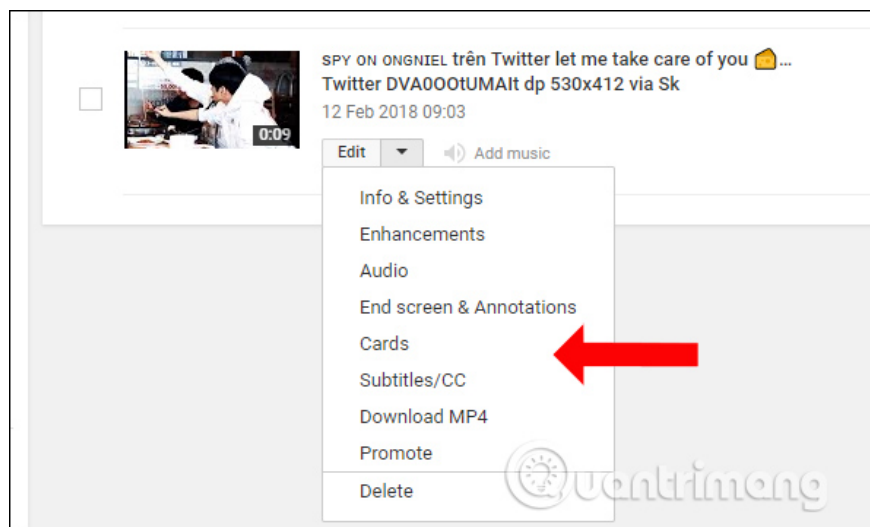 SPY ON ONGNIEL trên Twitter let me take care of you 🧀...
Twitter DVA0OOtUMAIt dp 530x412 via Sk
12 Feb 2018 09:03
0:09
Edit
Add music
Info & Settings
Enhancements
Audio
End screen & Annotations
Cards
Subtitles/CC
Download MP4
Promote
Delete
Quantrimang